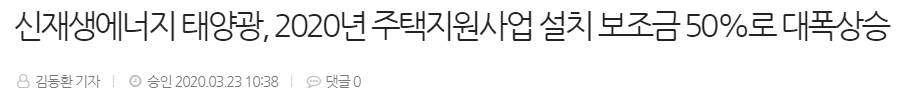 신재생에너지 태양광, 2020년 주택지원사업 설치 보조금 50%로 대폭상승
김동환 기자 | 승인 2020.03.23 10:38 | 댓글 0